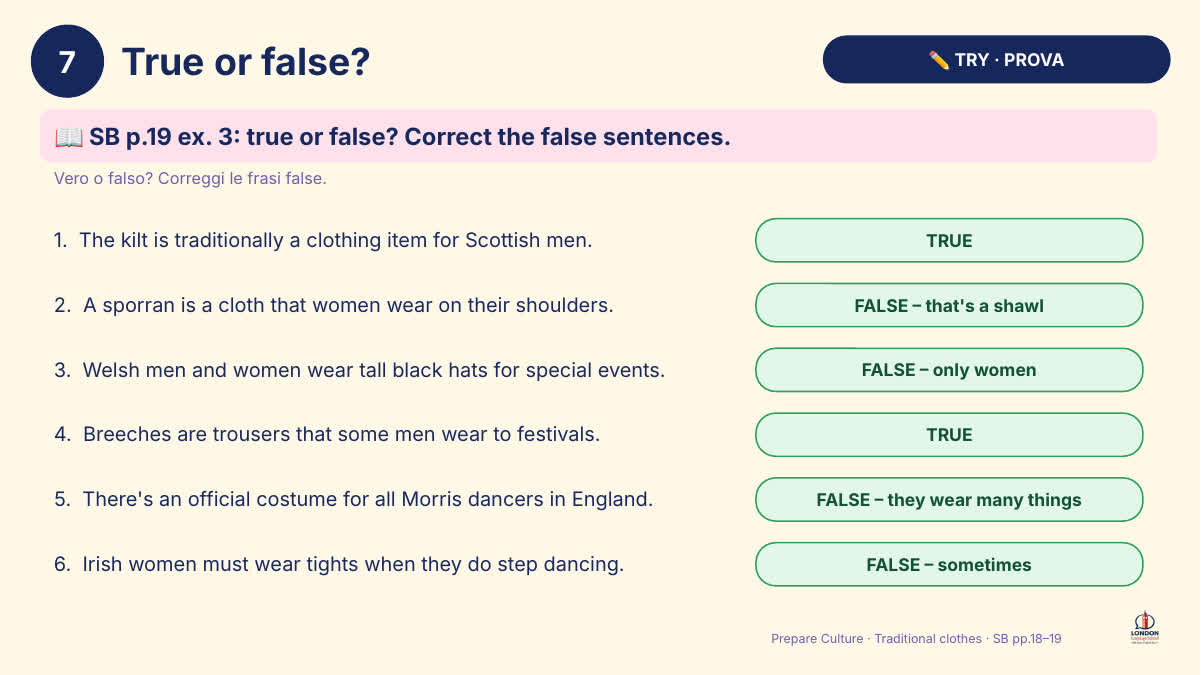 7 True or false?
✏️ TRY · PROVA
📖 SB p.19 ex. 3: true or false? Correct the false sentences.
Vero o falso? Correggi le frasi false.
1. The kilt is traditionally a clothing item for Scottish men.
TRUE
2. A sporran is a cloth that women wear on their shoulders.
FALSE – that's a shawl
3. Welsh men and women wear tall black hats for special events.
FALSE – only women
4. Breeches are trousers that some men wear to festivals.
TRUE
5. There's an official costume for all Morris dancers in England.
FALSE – they wear many things
6. Irish women must wear tights when they do step dancing.
FALSE – sometimes
Prepare Culture · Traditional clothes · SB pp.18–19
LONDON